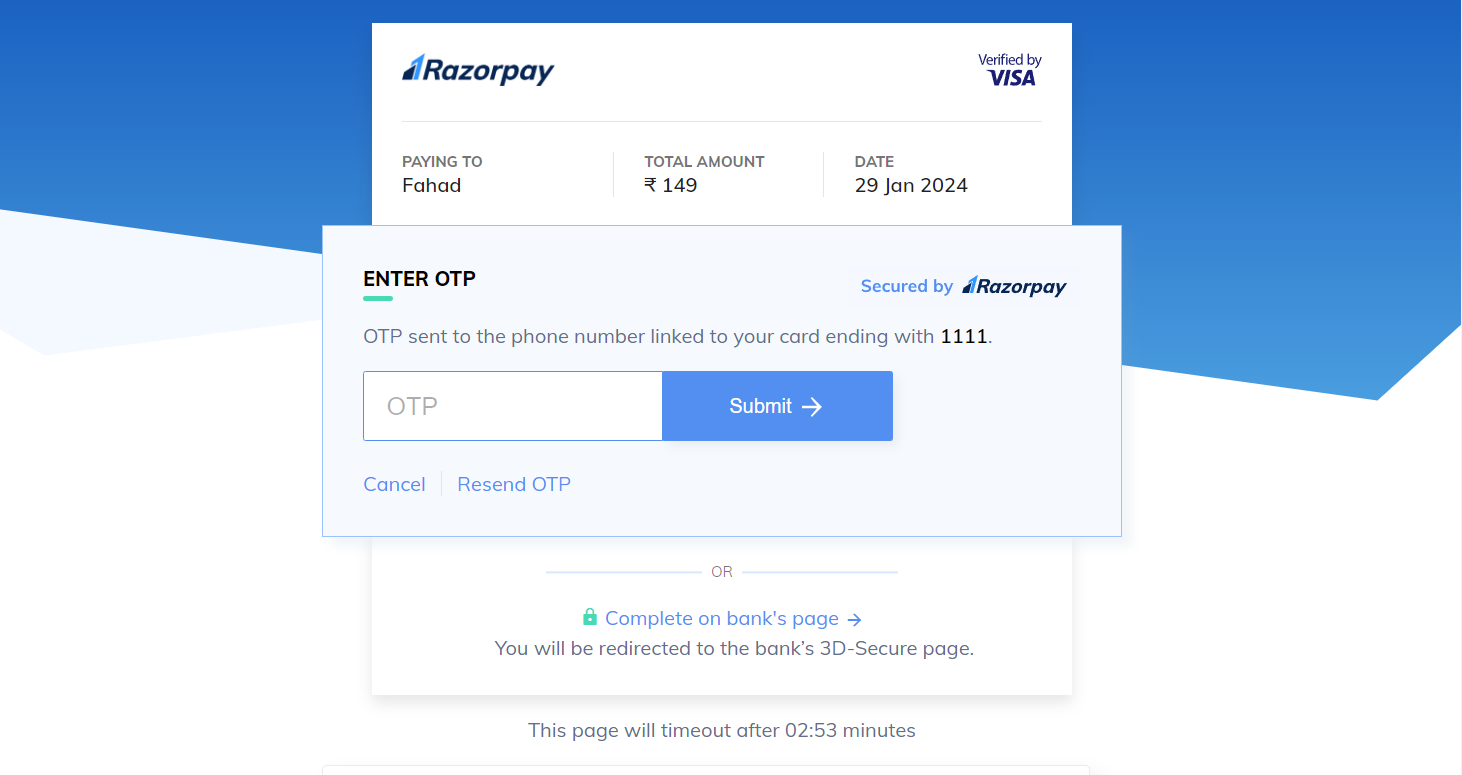 Razorpay
Verified by
VISA
PAYING TO
Fahad
TOTAL AMOUNT
₹ 149
DATE
29 Jan 2024
ENTER OTP
Secured by Razorpay
OTP sent to the phone number linked to your card ending with 1111.
OTP
Submit →
Cancel
Resend OTP
OR
Complete on bank's page →
You will be redirected to the bank’s 3D-Secure page.
This page will timeout after 02:53 minutes